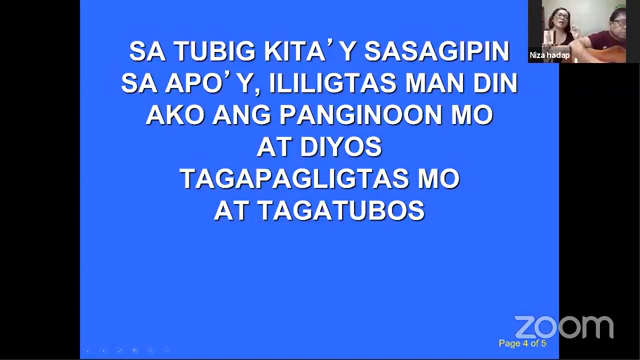 SA TUBIG KITA'Y SASAGIPIN
SA APO'Y, ILILIGTAS MAN DIN
AKO ANG PANGINOON MO
AT DIYOS
TAGAPAGLIGTAS MO
AT TAGATUBOS
Niza hadap
zoom
Page 4 of 5